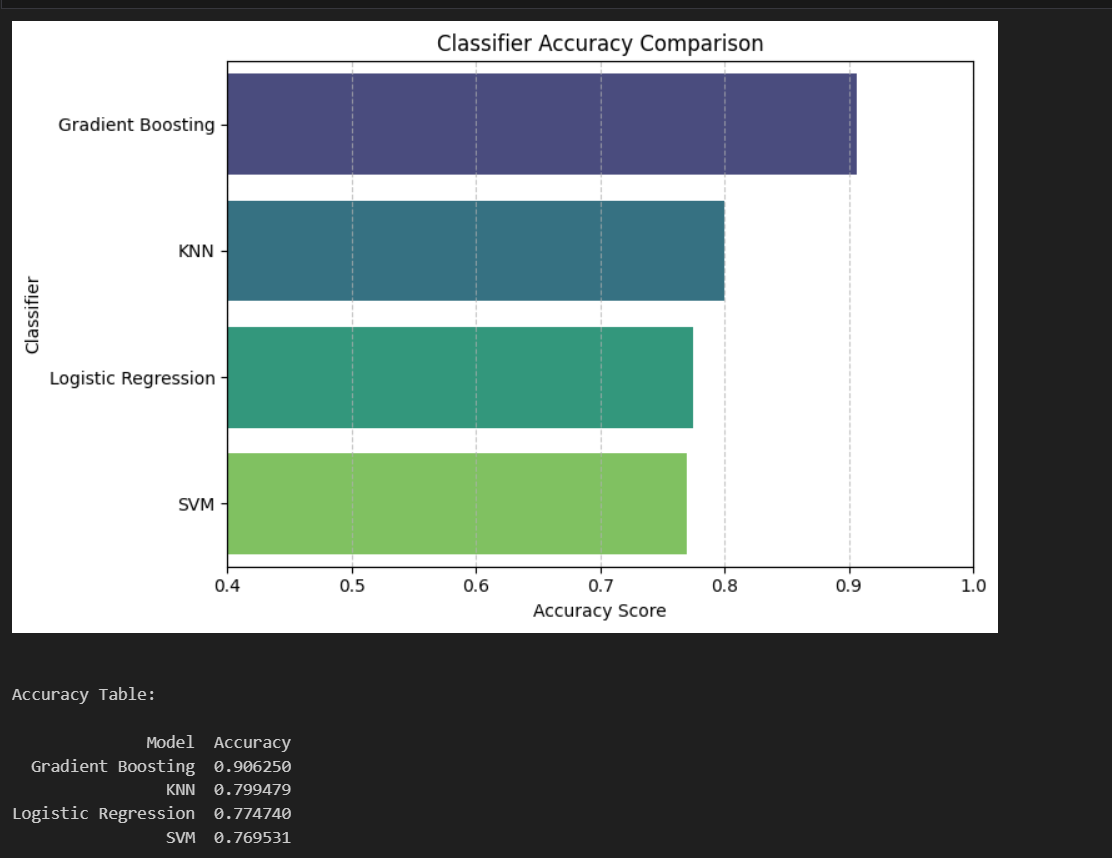 Classifier Accuracy Comparison
Gradient Boosting
KNN
Logistic Regression
SVM
Classifier
0.4 0.5 0.6 0.7 0.8 0.9 1.0
Accuracy Score
Accuracy Table:
Model Accuracy
Gradient Boosting 0.906250
KNN 0.799479
Logistic Regression 0.774740
SVM 0.769531